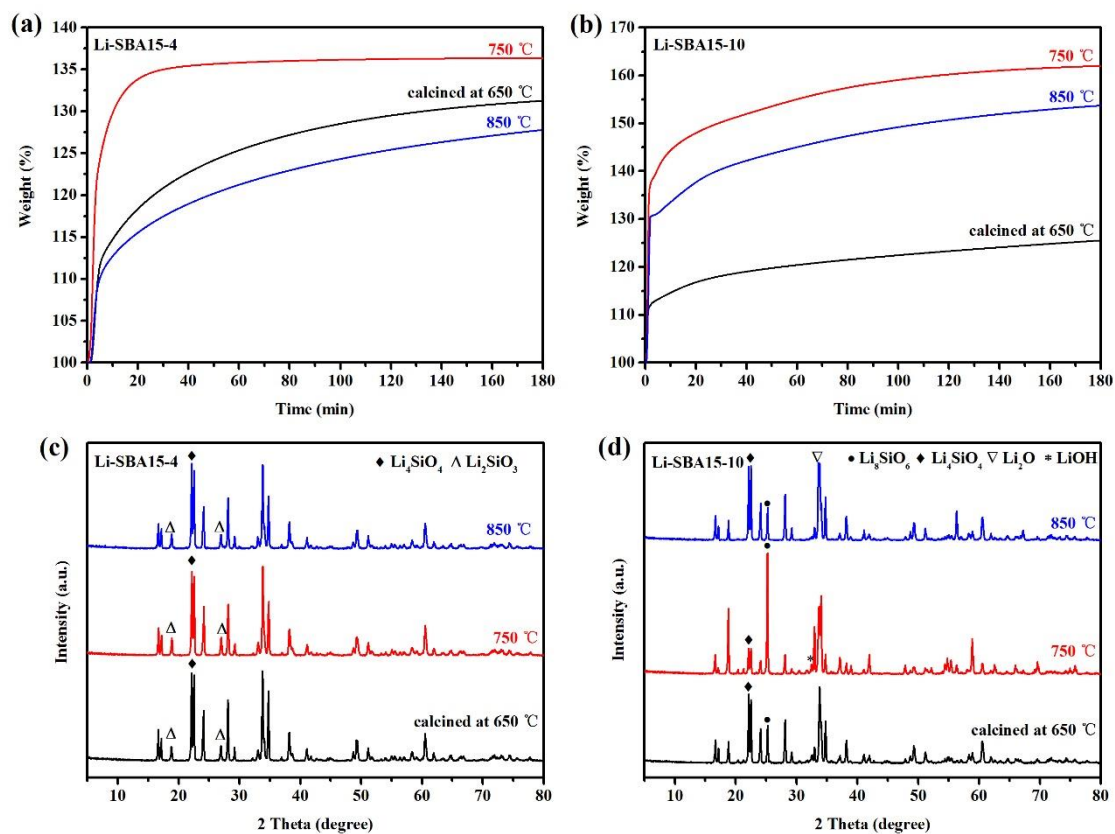 (a)
Li-SBA15-4
750 ℃
calcined at 650 ℃
850 ℃
140
135
130
125
120
115
110
105
100
Weight (%)
0 20 40 60 80 100 120 140 160 180
Time (min)
(b)
Li-SBA15-10
750 ℃
850 ℃
calcined at 650 ℃
170
160
150
140
130
120
110
100
Weight (%)
0 20 40 60 80 100 120 140 160 180
Time (min)
(c)
Li-SBA15-4
♦ Li₄SiO₄ Λ Li₂SiO₃
Δ Δ
850 ℃
Δ Δ
750 ℃
Δ Δ
calcined at 650 ℃
Intensity (a.u.)
10 20 30 40 50 60 70 80
2 Theta (degree)
(d)
Li-SBA15-10
● Li₈SiO₆ ♦ Li₄SiO₄ ▽ Li₂O * LiOH
850 ℃
*
750 ℃
calcined at 650 ℃
Intensity (a.u.)
10 20 30 40 50 60 70 80
2 Theta (degree)